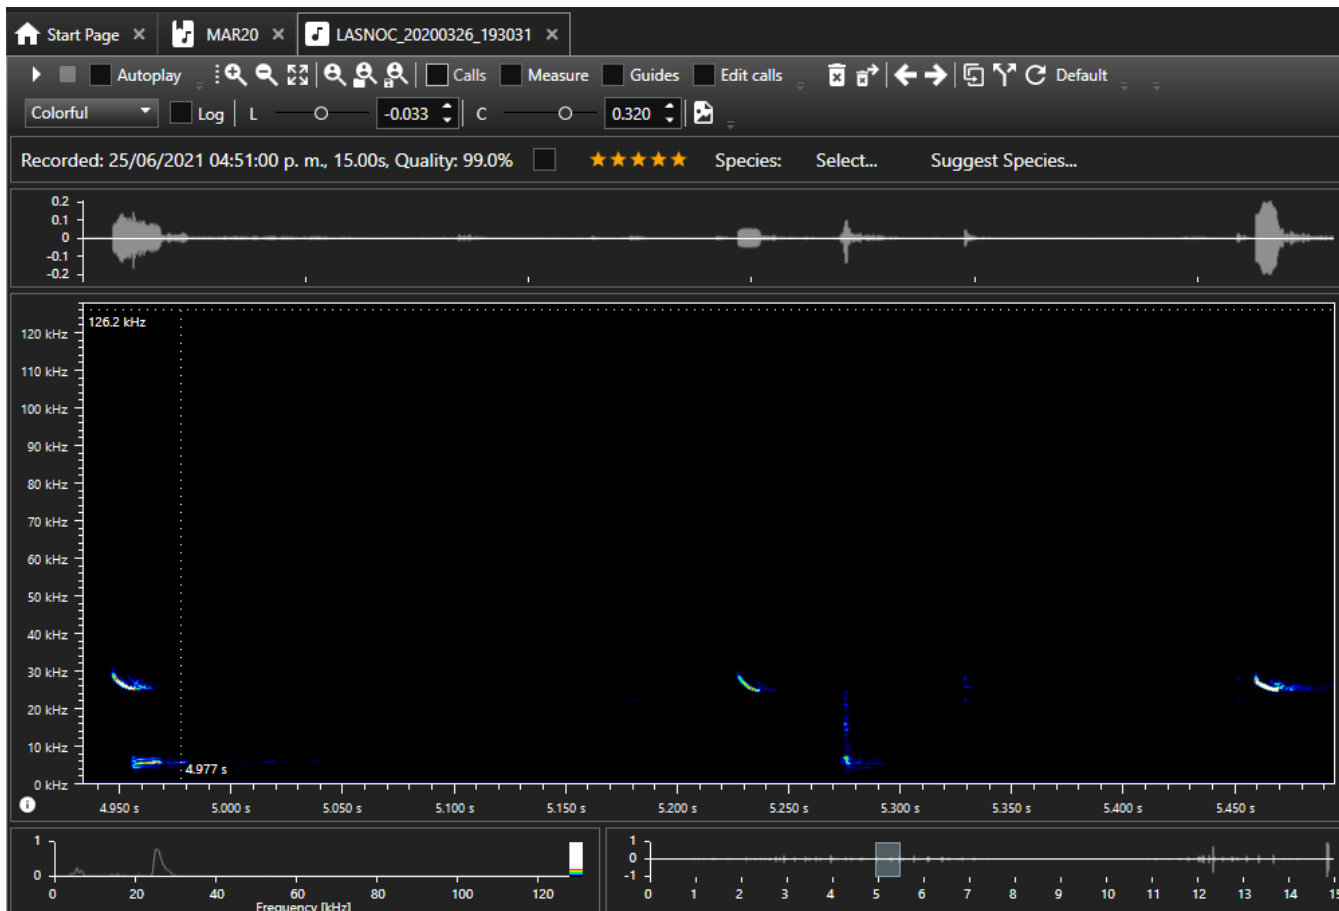 Start Page × MAR20 × LASNOC_20200326_193031 ×
Autoplay Calls Measure Guides Edit calls Default
Colorful Log L -0.033 C 0.320
Recorded: 25/06/2021 04:51:00 p. m., 15.00s, Quality: 99.0% ★★★★★ Species: Select... Suggest Species...
0.2
0.1
0
-0.1
-0.2
126.2 kHz
120 kHz
110 kHz
100 kHz
90 kHz
80 kHz
70 kHz
60 kHz
50 kHz
40 kHz
30 kHz
20 kHz
10 kHz
4.977 s
0 kHz
4.950 s 5.000 s 5.050 s 5.100 s 5.150 s 5.200 s 5.250 s 5.300 s 5.350 s 5.400 s 5.450 s
1
0
0 20 40 60 80 100 120
Frequency [kHz]
1
0
-1
0 1 2 3 4 5 6 7 8 9 10 11 12 13 14 15